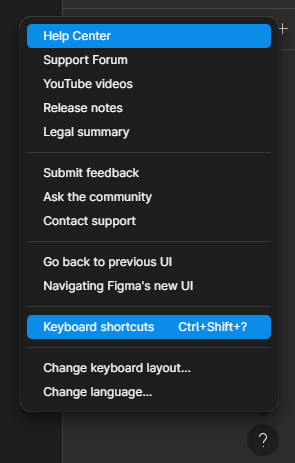 Help Center
Support Forum
YouTube videos
Release notes
Legal summary
Submit feedback
Ask the community
Contact support
Go back to previous UI
Navigating Figma's new UI
Keyboard shortcuts Ctrl+Shift+?
Change keyboard layout...
Change language...
?